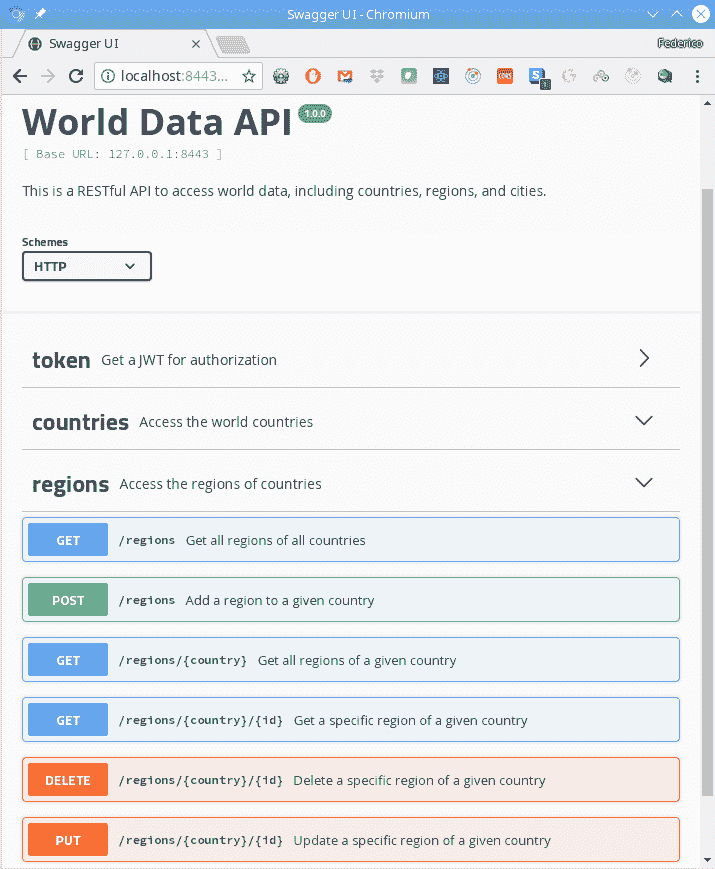 Swagger UI - Chromium
Swagger UI
Federico
localhost:8443...
World Data API 1.0.0
[ Base URL: 127.0.0.1:8443 ]
This is a RESTful API to access world data, including countries, regions, and cities.
Schemes
HTTP
token Get a JWT for authorization
countries Access the world countries
regions Access the regions of countries
GET /regions Get all regions of all countries
POST /regions Add a region to a given country
GET /regions/{country} Get all regions of a given country
GET /regions/{country}/{id} Get a specific region of a given country
DELETE /regions/{country}/{id} Delete a specific region of a given country
PUT /regions/{country}/{id} Update a specific region of a given country